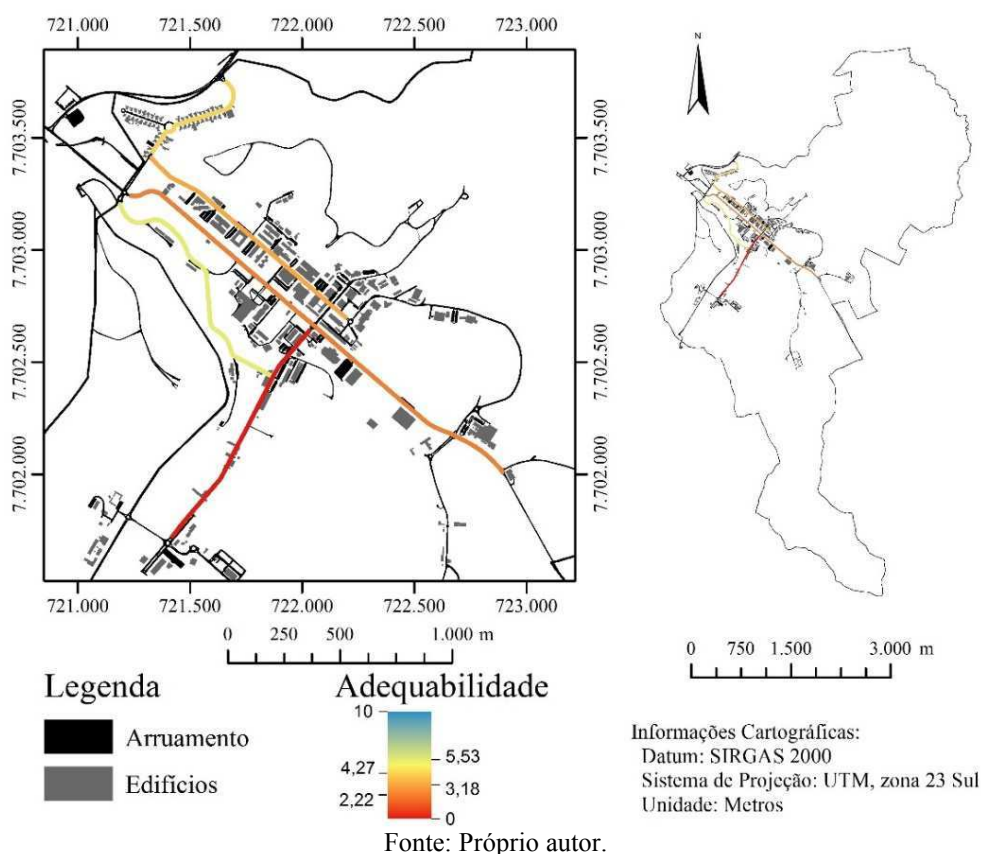 721.000 721.500 722.000 722.500 723.000
N
7.703.500 7.703.500
7.703.000 7.703.000
7.702.500 7.702.500
7.702.000 7.702.000
721.000 721.500 722.000 722.500 723.000
0 250 500 1.000 m
0 750 1.500 3.000 m
Legenda
Arruamento
Edifícios
Adequabilidade
10
5,53
4,27
3,18
2,22
0
Informações Cartográficas:
Datum: SIRGAS 2000
Sistema de Projeção: UTM, zona 23 Sul
Unidade: Metros
Fonte: Próprio autor.